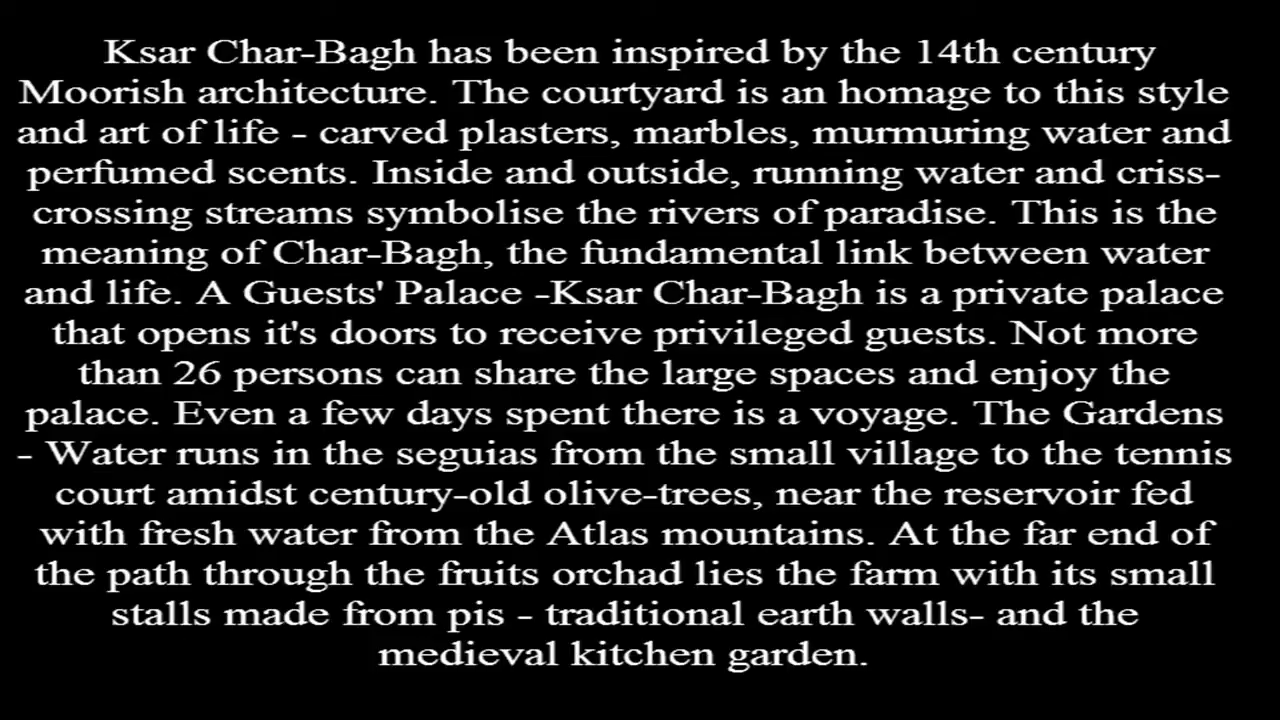 Ksar Char-Bagh has been inspired by the 14th century
Moorish architecture. The courtyard is an homage to this style
and art of life - carved plasters, marbles, murmuring water and
perfumed scents. Inside and outside, running water and criss-
crossing streams symbolise the rivers of paradise. This is the
meaning of Char-Bagh, the fundamental link between water
and life. A Guests' Palace -Ksar Char-Bagh is a private palace
that opens it's doors to receive privileged guests. Not more
than 26 persons can share the large spaces and enjoy the
palace. Even a few days spent there is a voyage. The Gardens
- Water runs in the seguias from the small village to the tennis
court amidst century-old olive-trees, near the reservoir fed
with fresh water from the Atlas mountains. At the far end of
the path through the fruits orchad lies the farm with its small
stalls made from pis - traditional earth walls- and the
medieval kitchen garden.